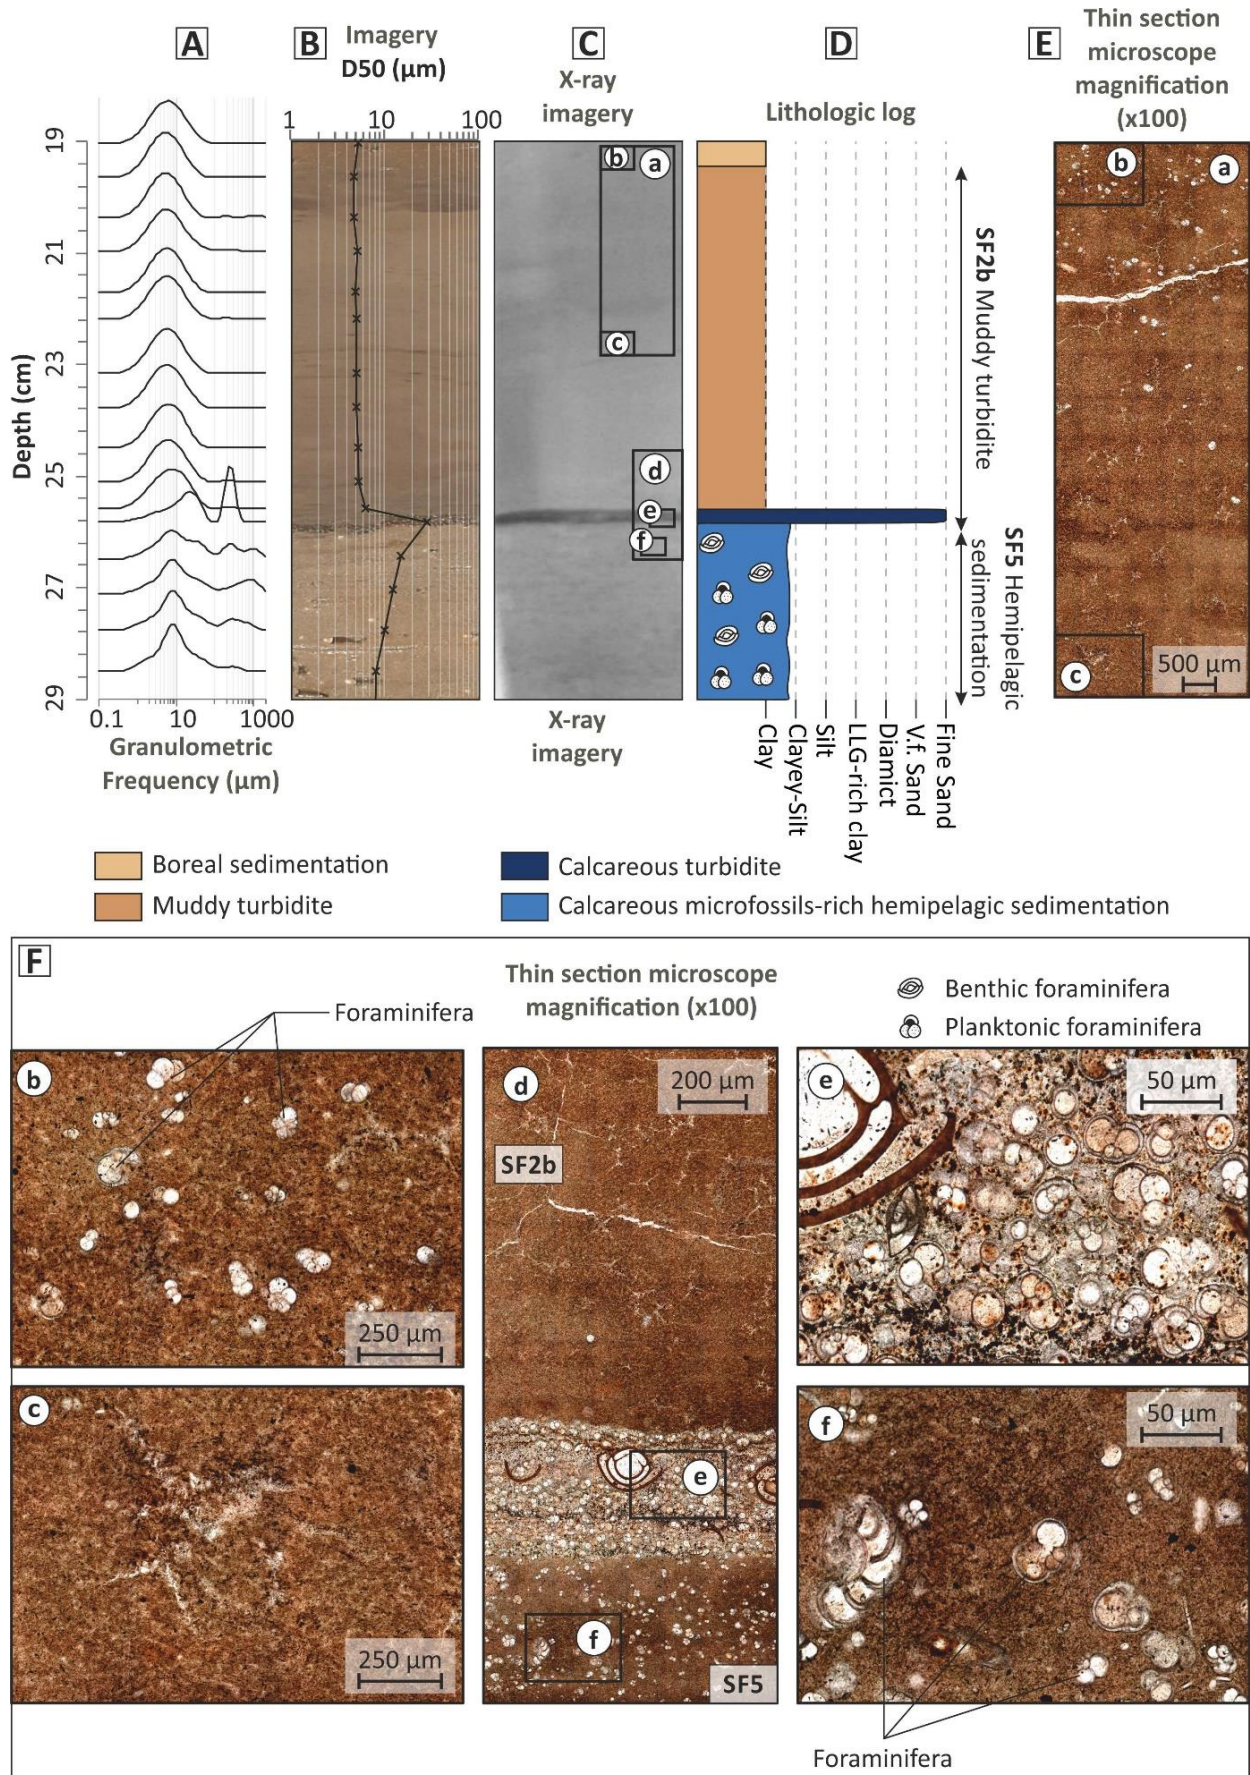 A
B
Imagery
D50 (µm)
C
X-ray
imagery
D
Lithologic log
E
Thin section
microscope
magnification
(x100)
1
10
100
19
21
23
25
27
29
Depth (cm)
0.1
10
1000
Granulometric
Frequency (µm)
b
a
c
d
e
f
X-ray
imagery
SF2b Muddy turbidite
SF5 Hemipelagic
sedimentation
Clay
Clayey-Silt
Silt
LLG-rich clay
Diamict
V.f. Sand
Fine Sand
b
a
c
500 µm
Boreal sedimentation
Muddy turbidite
Calcareous turbidite
Calcareous microfossils-rich hemipelagic sedimentation
F
Thin section microscope
magnification (x100)
Benthic foraminifera
Planktonic foraminifera
Foraminifera
b
250 µm
c
250 µm
d
200 µm
SF2b
e
f
SF5
e
50 µm
f
50 µm
Foraminifera